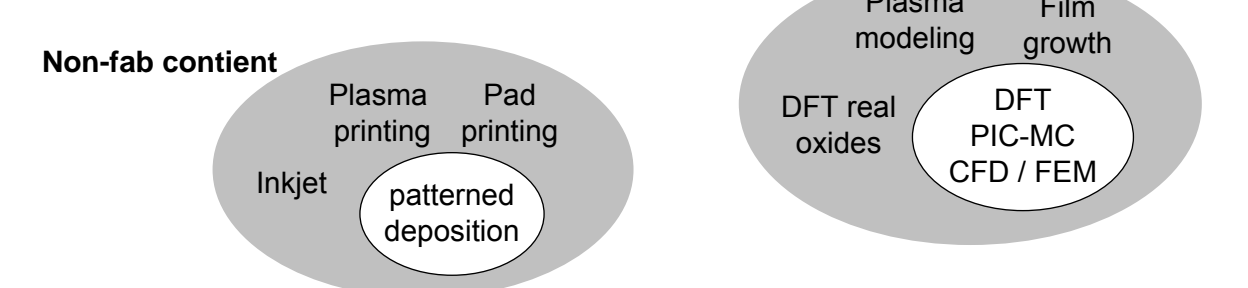 Non-fab contient
Plasma
printing
Pad
printing
Inkjet
patterned
deposition
Plasma
modeling
Film
growth
DFT real
oxides
DFT
PIC-MC
CFD / FEM